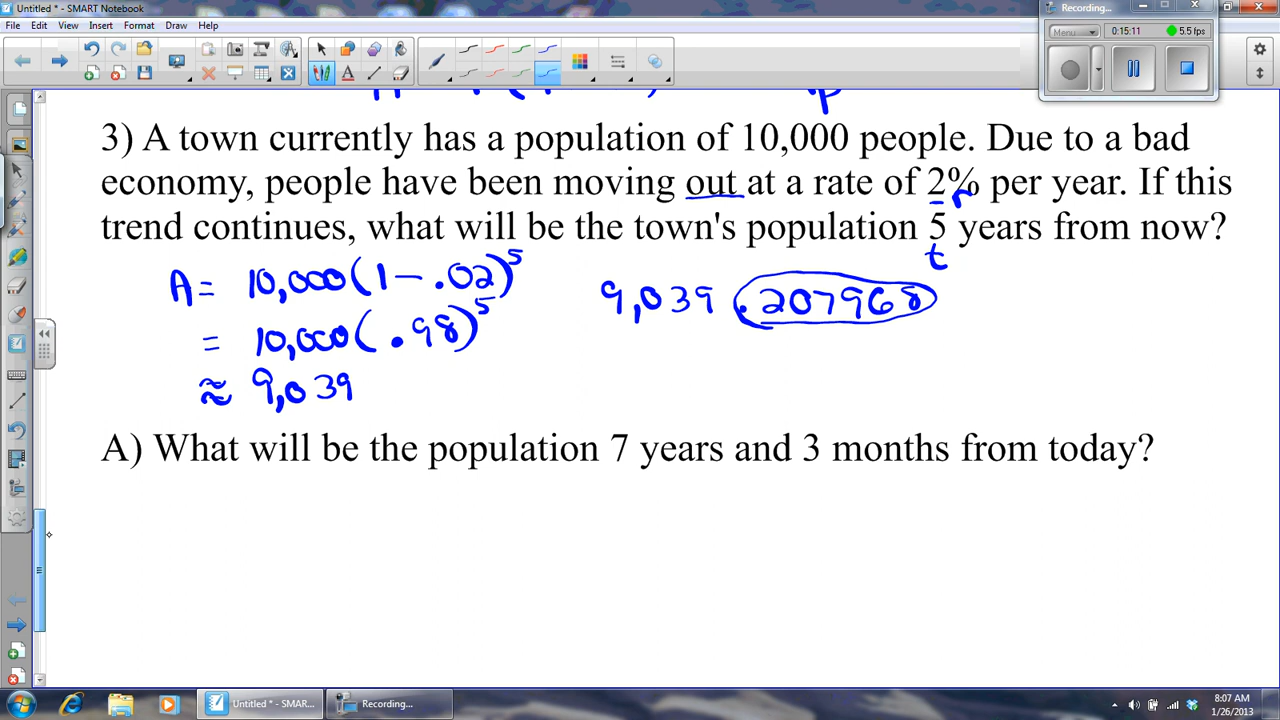 Untitled * - SMART Notebook
File Edit View Insert Format Draw Help
Recording...
Menu
0:15:11
5.5 fps
3) A town currently has a population of 10,000 people. Due to a bad
economy, people have been moving out at a rate of 2% per year. If this
r
trend continues, what will be the town's population 5 years from now?
t
A = 10,000(1 - .02)^5
9,039 .207968
= 10,000(.98)^5
≈ 9,039
A) What will be the population 7 years and 3 months from today?
Untitled * - SMAR...
Recording...
8:07 AM
1/26/2013